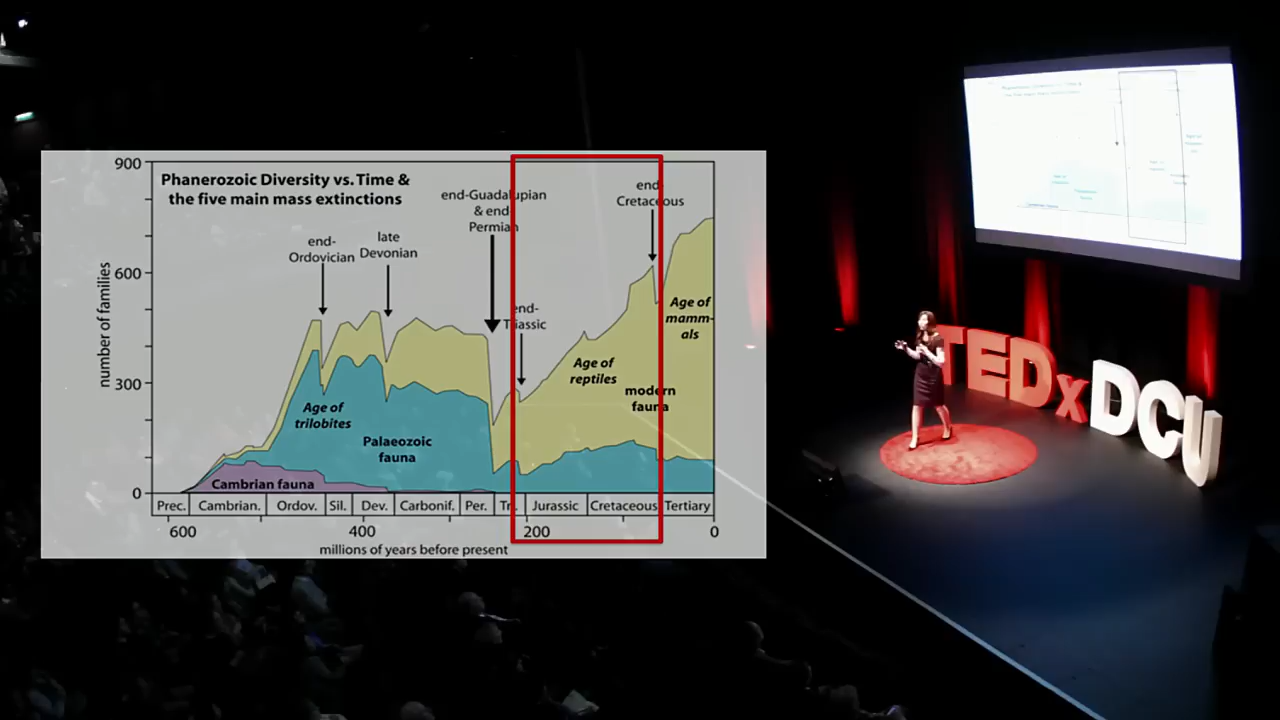 900
Phanerozoic Diversity vs. Time &
the five main mass extinctions
end-Guadalupian
& end-
Permian
end-
Cretaceous
end-
Ordovician
late
Devonian
600
number of families
end-
Triassic
Age of
mamm-
als
Age of
reptiles
300
modern
fauna
Age of
trilobites
Palaeozoic
fauna
Cambrian fauna
0
Prec. Cambrian. Ordov. Sil. Dev. Carbonif. Per. Tr. Jurassic Cretaceous Tertiary
600 400 200 0
millions of years before present
TEDxDCU